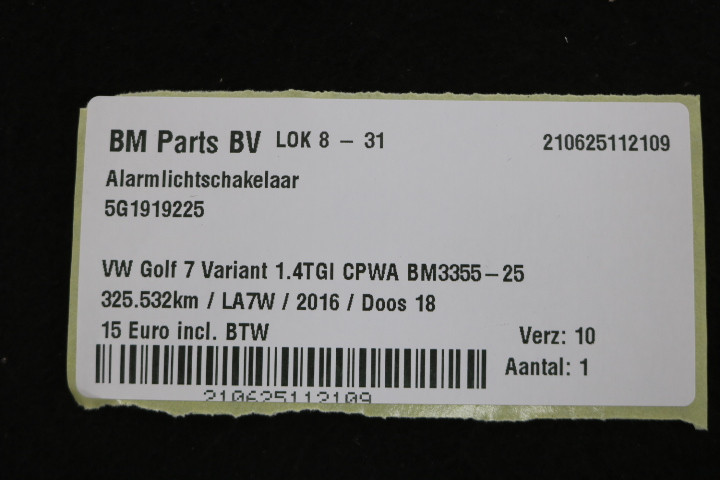 BM Parts BV LOK 8 - 31 210625112109
Alarmlichtschakelaar
5G1919225
VW Golf 7 Variant 1.4TGI CPWA BM3355-25
325.532km / LA7W / 2016 / Doos 18
15 Euro incl. BTW Verz: 10
Aantal: 1
210625112109